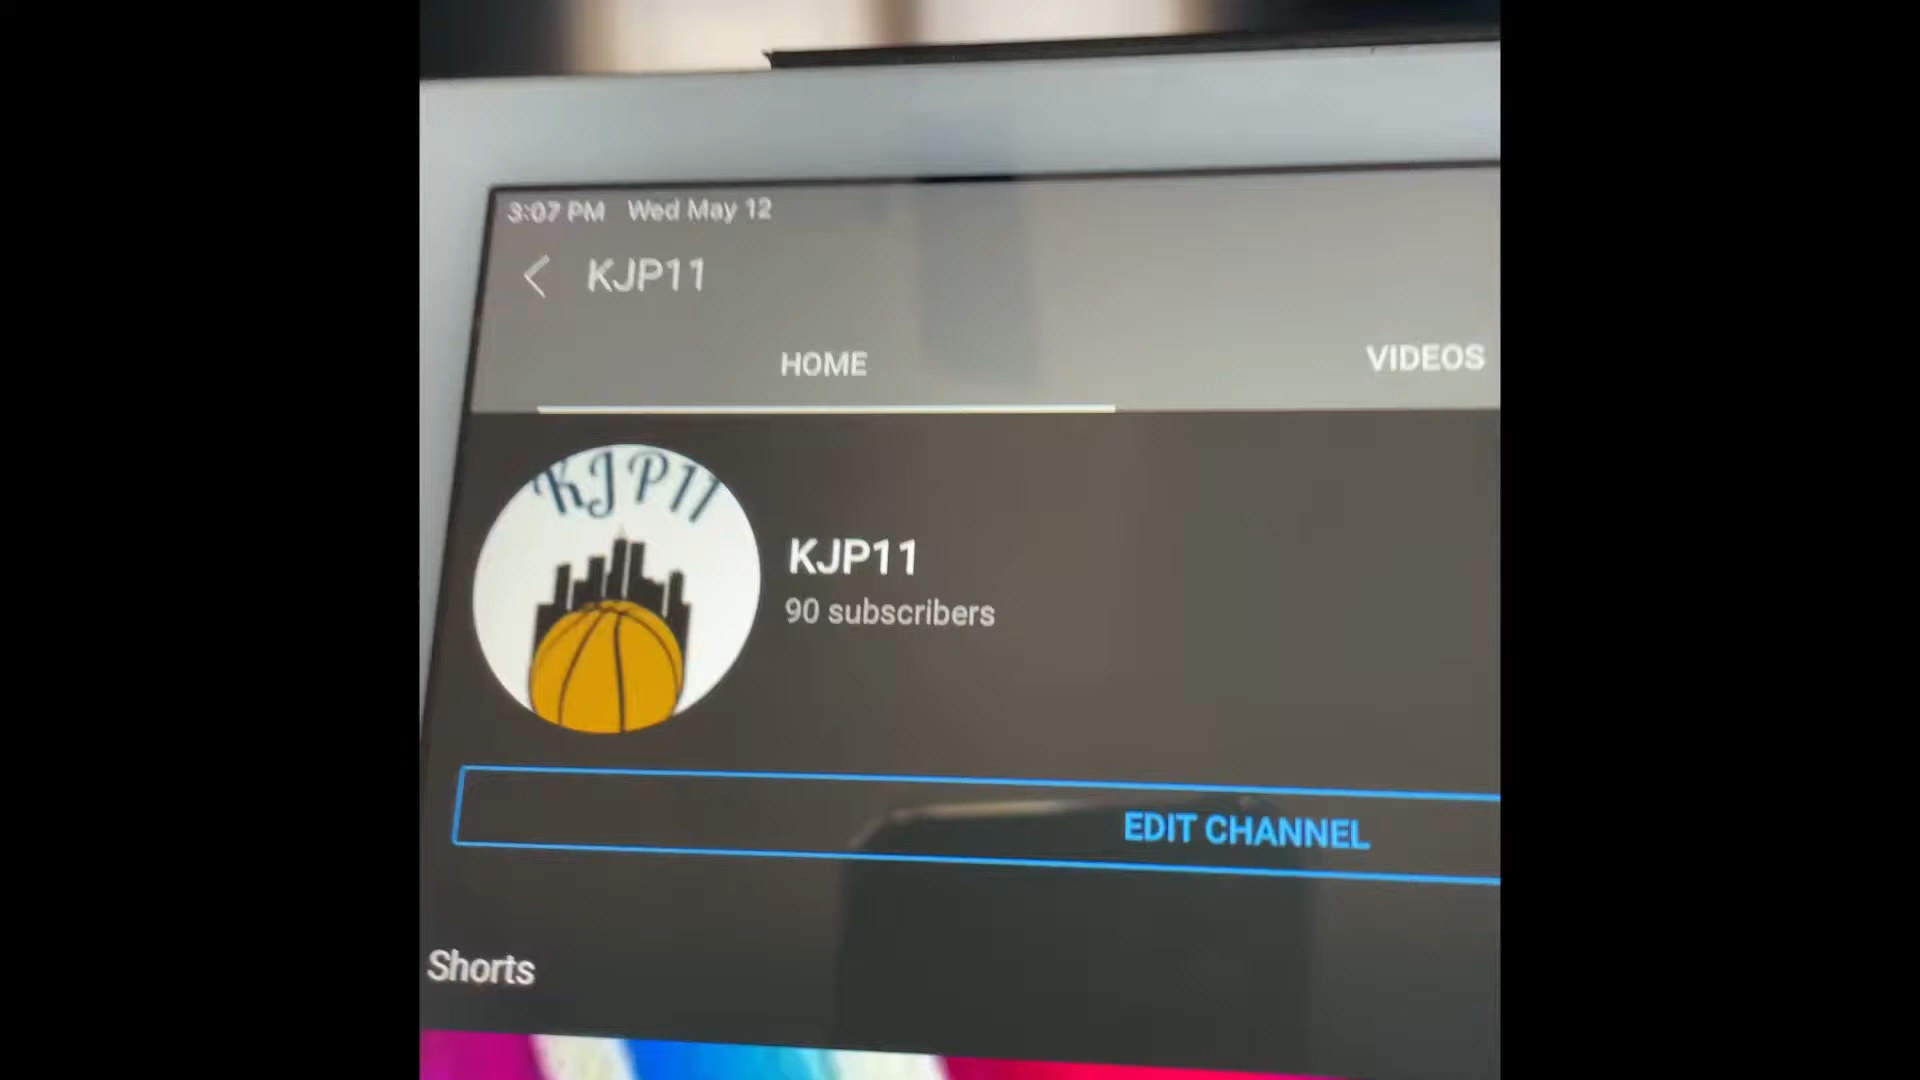 3:07 PM Wed May 12
KJP11
HOME VIDEOS
KJP11
KJP11
90 subscribers
EDIT CHANNEL
Shorts